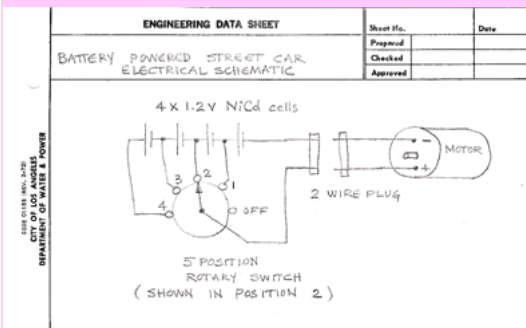 ENGINEERING DATA SHEET
Sheet No.
Date
Prepared
Checked
Approved
BATTERY POWERED STREET CAR
ELECTRICAL SCHEMATIC
4 x 1.2V NiCd cells
MOTOR
3
2
1
4
OFF
2 WIRE PLUG
5 POSITION
ROTARY SWITCH
(SHOWN IN POSITION 2)
CITY OF LOS ANGELES
DEPARTMENT OF WATER & POWER